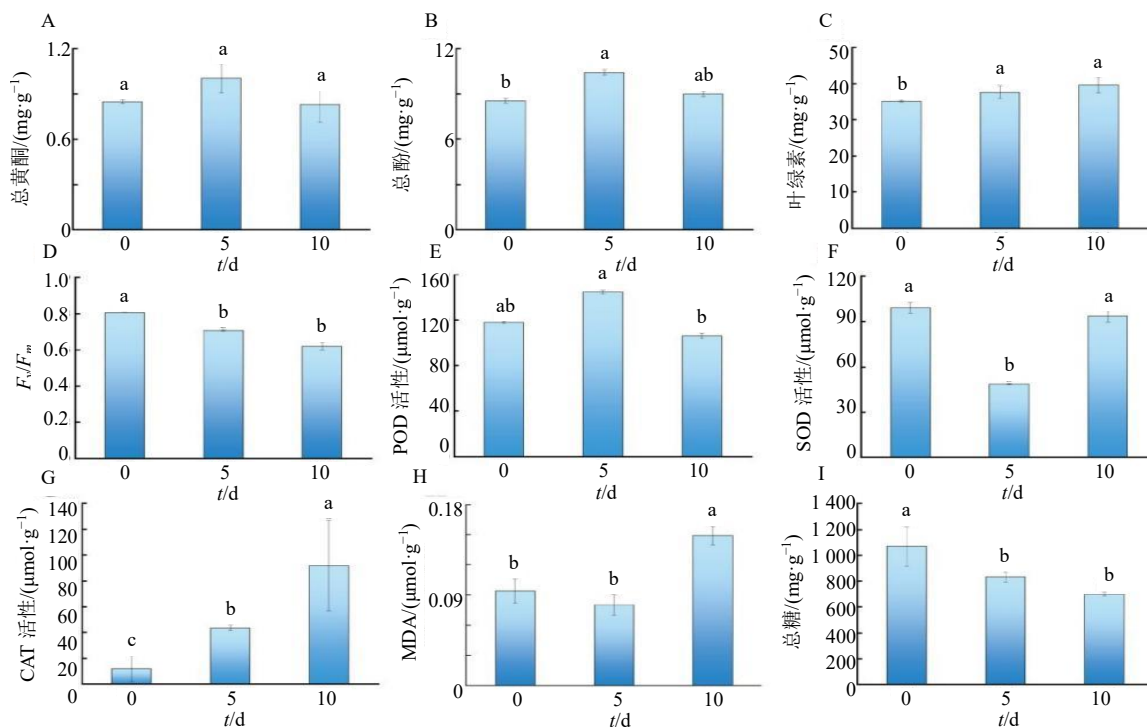 A
总黄酮/(mg·g⁻¹)
1.2
0.6
0
a
a
a
0
5
10
t/d
B
总酚/(mg·g⁻¹)
12
9
6
3
0
b
a
ab
0
5
10
t/d
C
叶绿素/(mg·g⁻¹)
50
40
30
20
10
0
b
a
a
0
5
10
t/d
D
Fv/Fm
1.0
0.8
0.6
0.4
0.2
0
a
b
b
0
5
10
t/d
E
POD 活性/(μmol·g⁻¹)
160
120
80
40
0
ab
a
b
0
5
10
t/d
F
SOD 活性/(μmol·g⁻¹)
120
90
60
30
0
a
b
a
0
5
10
t/d
G
CAT 活性/(μmol·g⁻¹)
140
120
100
80
60
40
20
0
c
b
a
0
5
10
t/d
H
MDA/(μmol·g⁻¹)
0.18
0.09
0
b
b
a
0
5
10
t/d
I
总糖/(mg·g⁻¹)
1 400
1 200
1 000
800
600
400
200
0
a
b
b
0
5
10
t/d